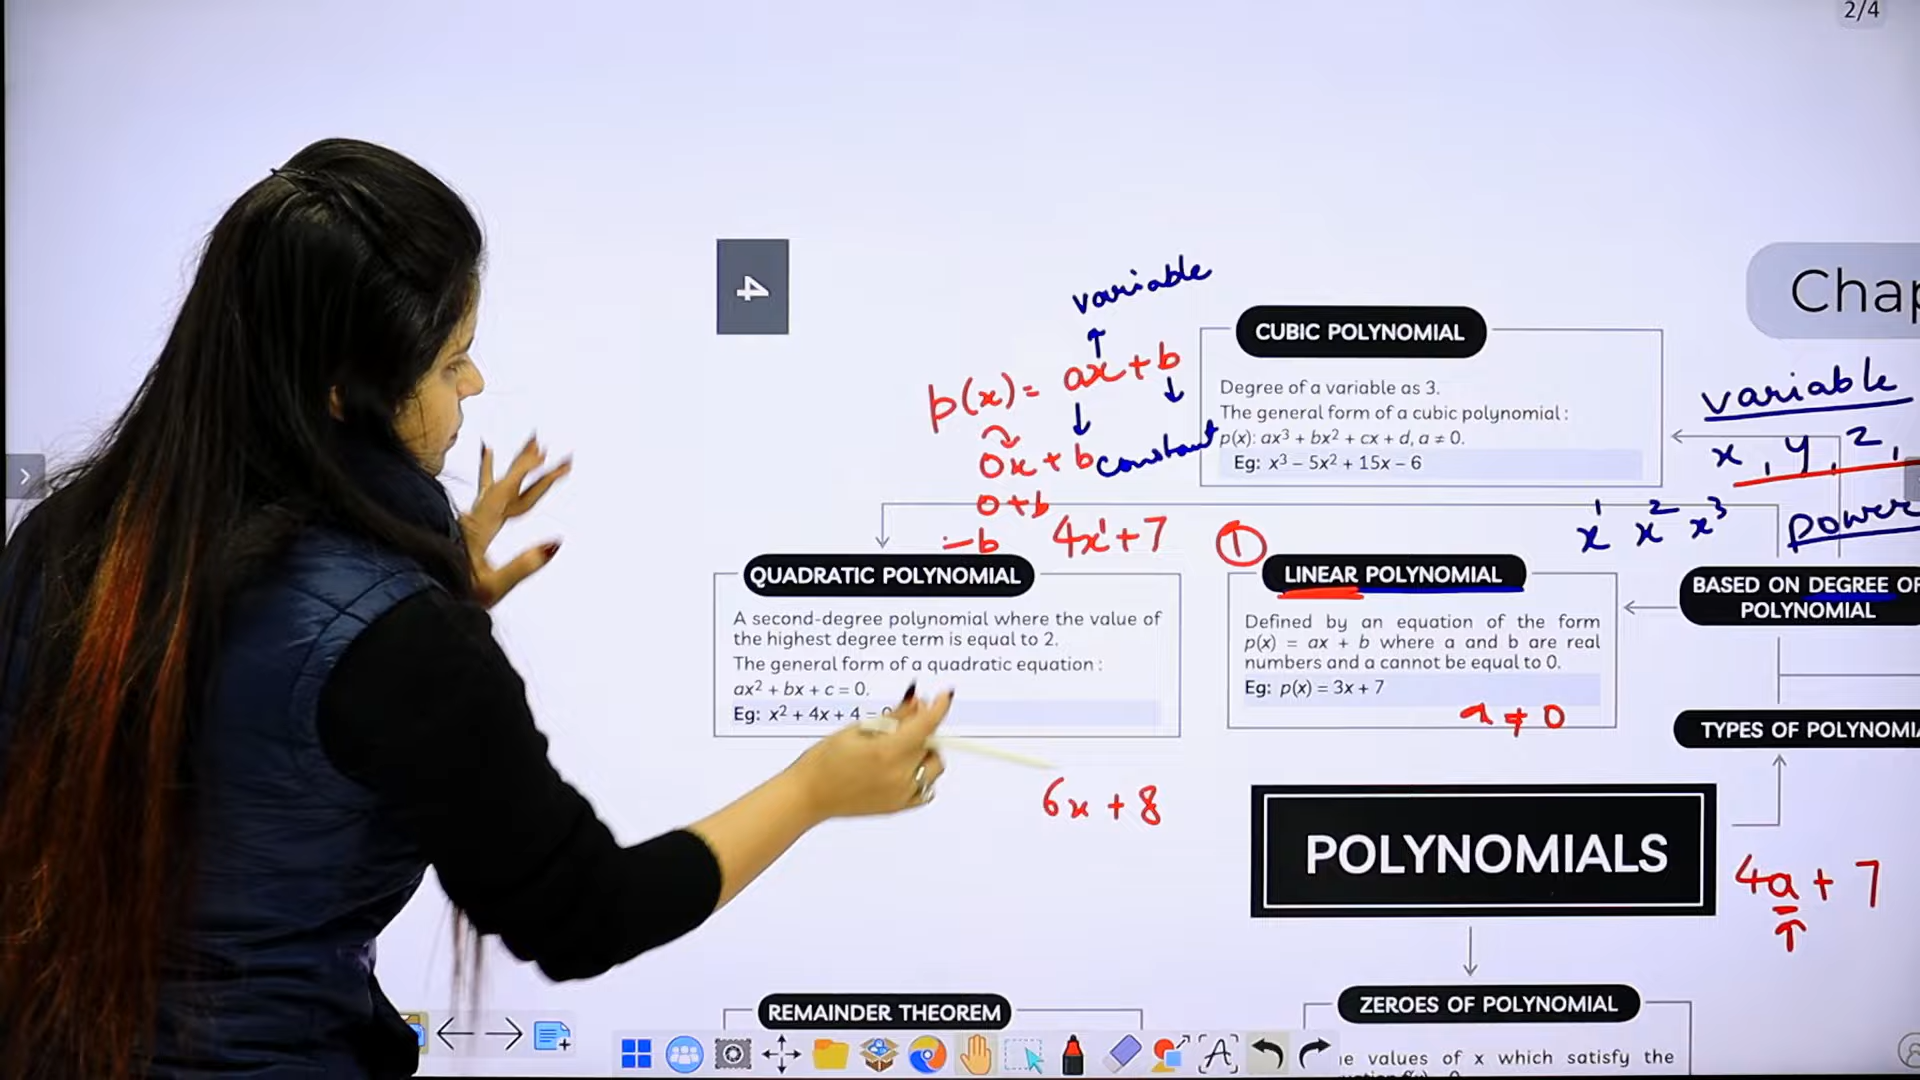 2/4
4
Chap
variable
p(x) = ax + b
constant
0x + b
0 + b
= b
4x¹ + 7
CUBIC POLYNOMIAL
Degree of a variable as 3.
The general form of a cubic polynomial :
p(x): ax³ + bx² + cx + d, a ≠ 0.
Eg: x³ – 5x² + 15x – 6
variable
x, y, z,
x¹ x² x³
power
①
QUADRATIC POLYNOMIAL
A second-degree polynomial where the value of
the highest degree term is equal to 2.
The general form of a quadratic equation :
ax² + bx + c = 0.
Eg: x² + 4x + 4 = 0
LINEAR POLYNOMIAL
Defined by an equation of the form
p(x) = ax + b where a and b are real
numbers and a cannot be equal to 0.
Eg: p(x) = 3x + 7
a ≠ 0
BASED ON DEGREE OF
POLYNOMIAL
TYPES OF POLYNOMIA
6x + 8
POLYNOMIALS
4a + 7
REMAINDER THEOREM
ZEROES OF POLYNOMIAL
values of x which satisfy the